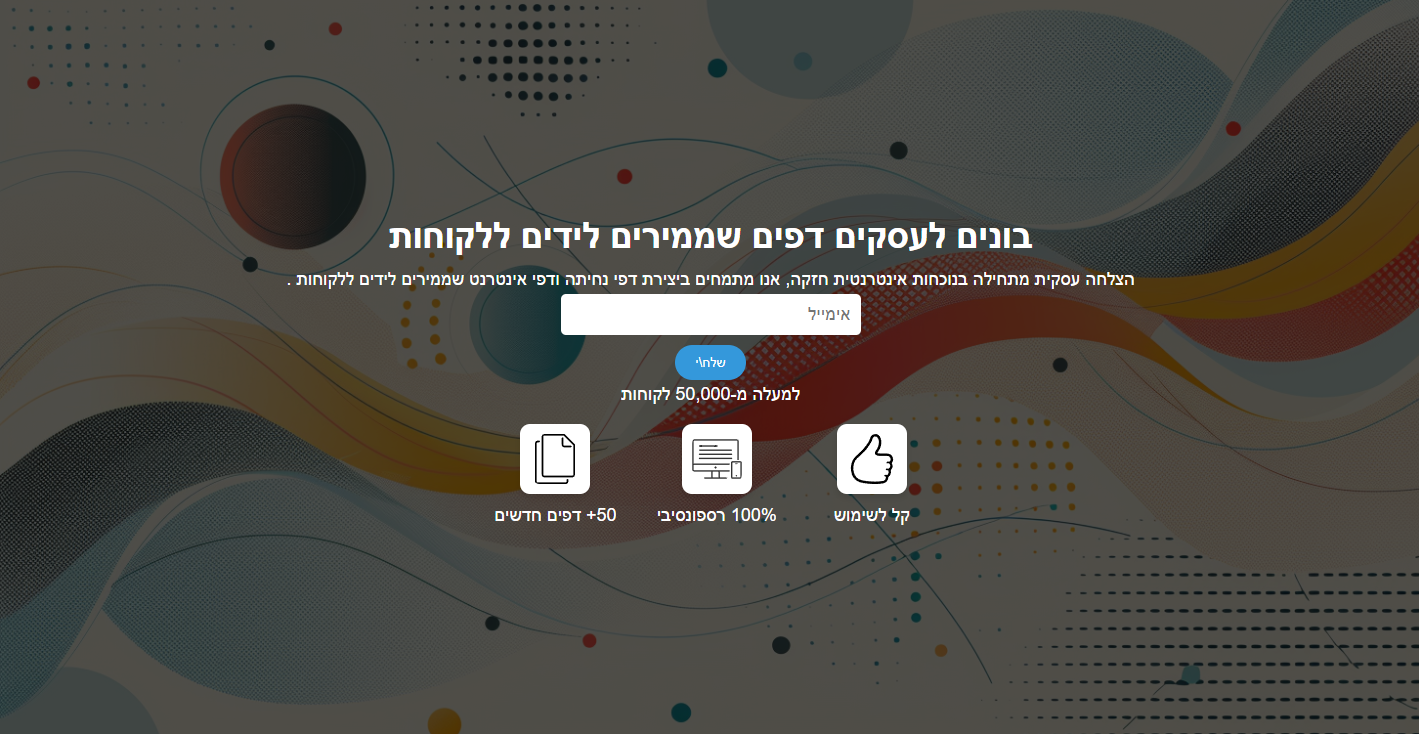 בונים לעסקים דפים שממירים לידים ללקוחות
הצלחה עסקית מתחילה בנוכחות אינטרנטית חזקה, אנו מתמחים ביצירת דפי נחיתה ודפי אינטרנט שממירים לידים ללקוחות .
אימייל
שלח\י
למעלה מ-50,000 לקוחות
קל לשימוש
100% רספונסיבי
50+ דפים חדשים